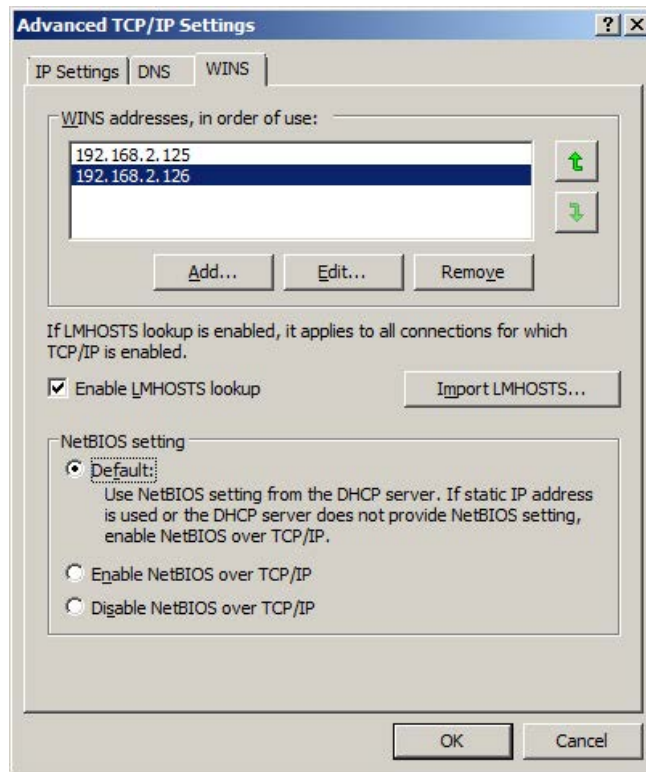 Advanced TCP/IP Settings
IP Settings DNS WINS
WINS addresses, in order of use:
192.168.2.125
192.168.2.126
Add... Edit... Remove
If LMHOSTS lookup is enabled, it applies to all connections for which
TCP/IP is enabled.
Enable LMHOSTS lookup Import LMHOSTS...
NetBIOS setting
Default:
Use NetBIOS setting from the DHCP server. If static IP address
is used or the DHCP server does not provide NetBIOS setting,
enable NetBIOS over TCP/IP.
Enable NetBIOS over TCP/IP
Disable NetBIOS over TCP/IP
OK Cancel